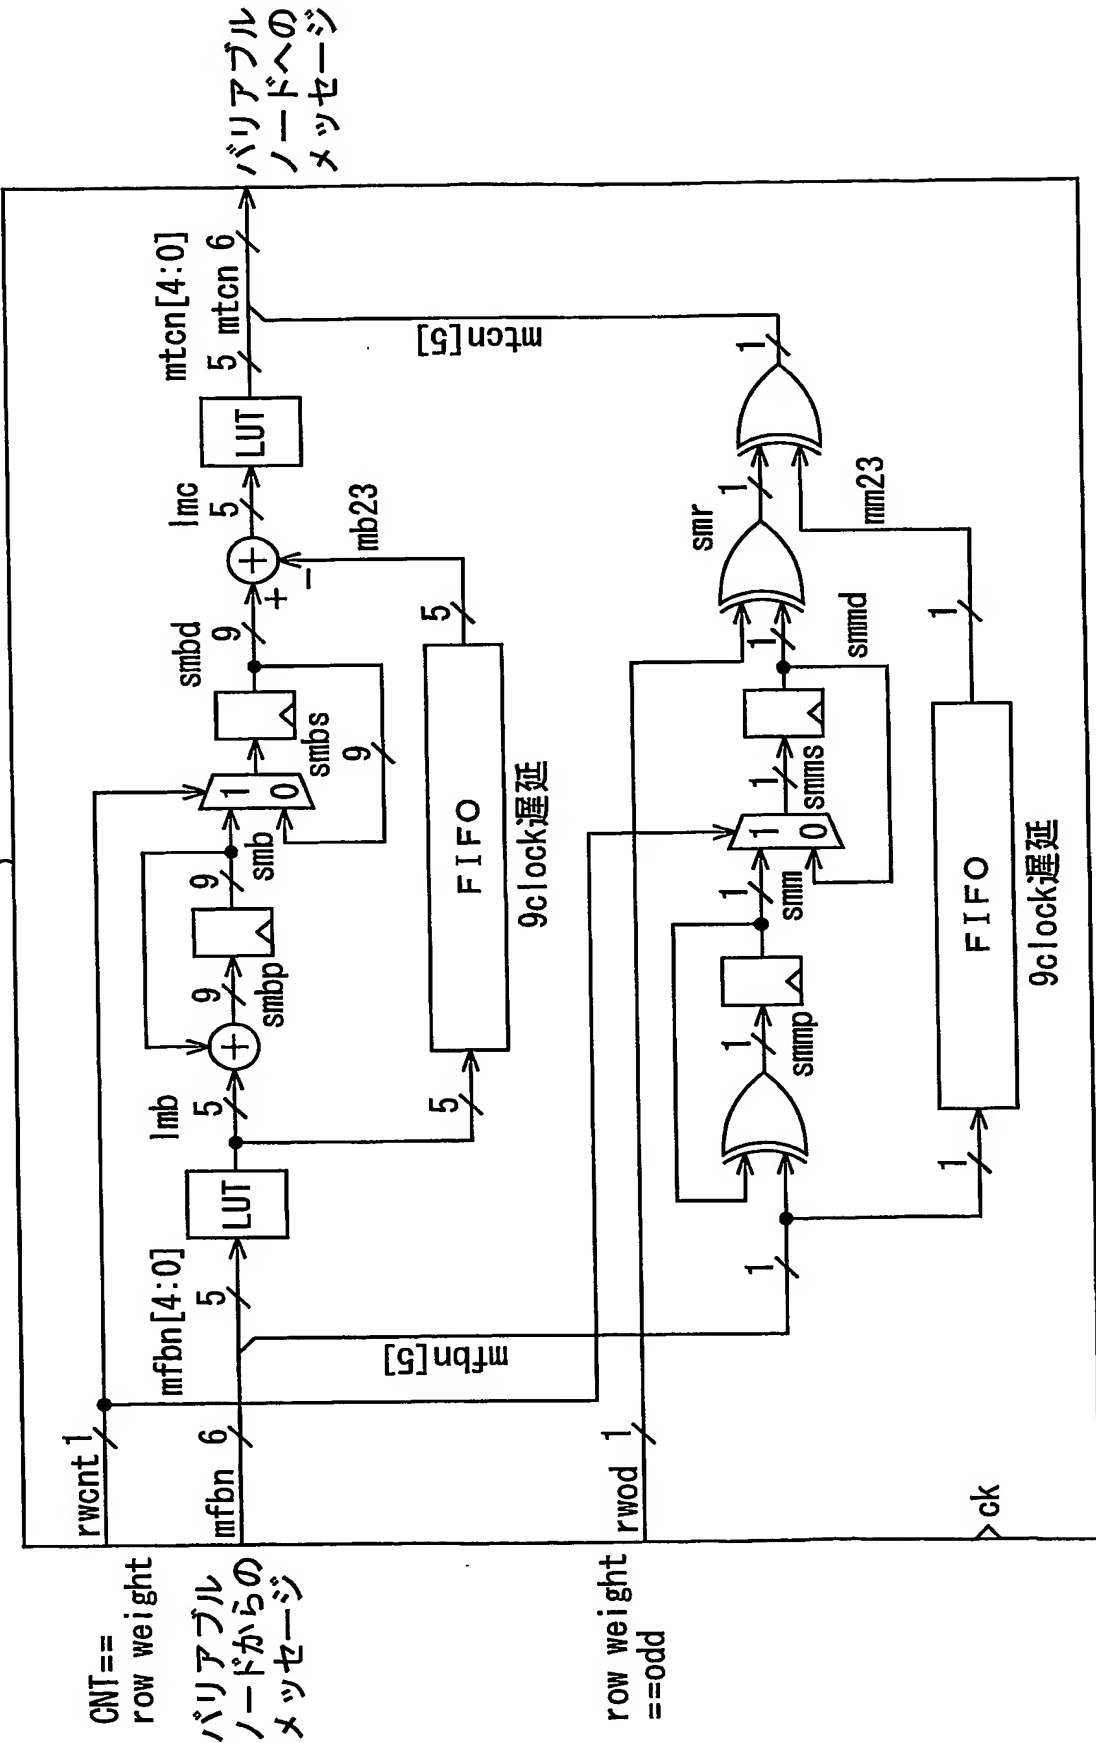 CNT==
row weight
rwcnt
1
バリアブル
ノードからの
メッセージ
mfbn
6
mfbn[4:0]
5
LUT
lmb
5
9
smbp
9
smb
1
0
smbs
9
smbd
9
+
-
lmc
5
LUT
mtcn[4:0]
5
mtcn
6
バリアブル
ノードへの
メッセージ
5
FIFO
9clock遅延
5
mb23
mfbn[5]
mtcn[5]
row weight
==odd
rwod
1
1
1
smmp
1
smm
1
0
1
smms
1
smmd
smr
1
1
1
FIFO
9clock遅延
1
mm23
ck